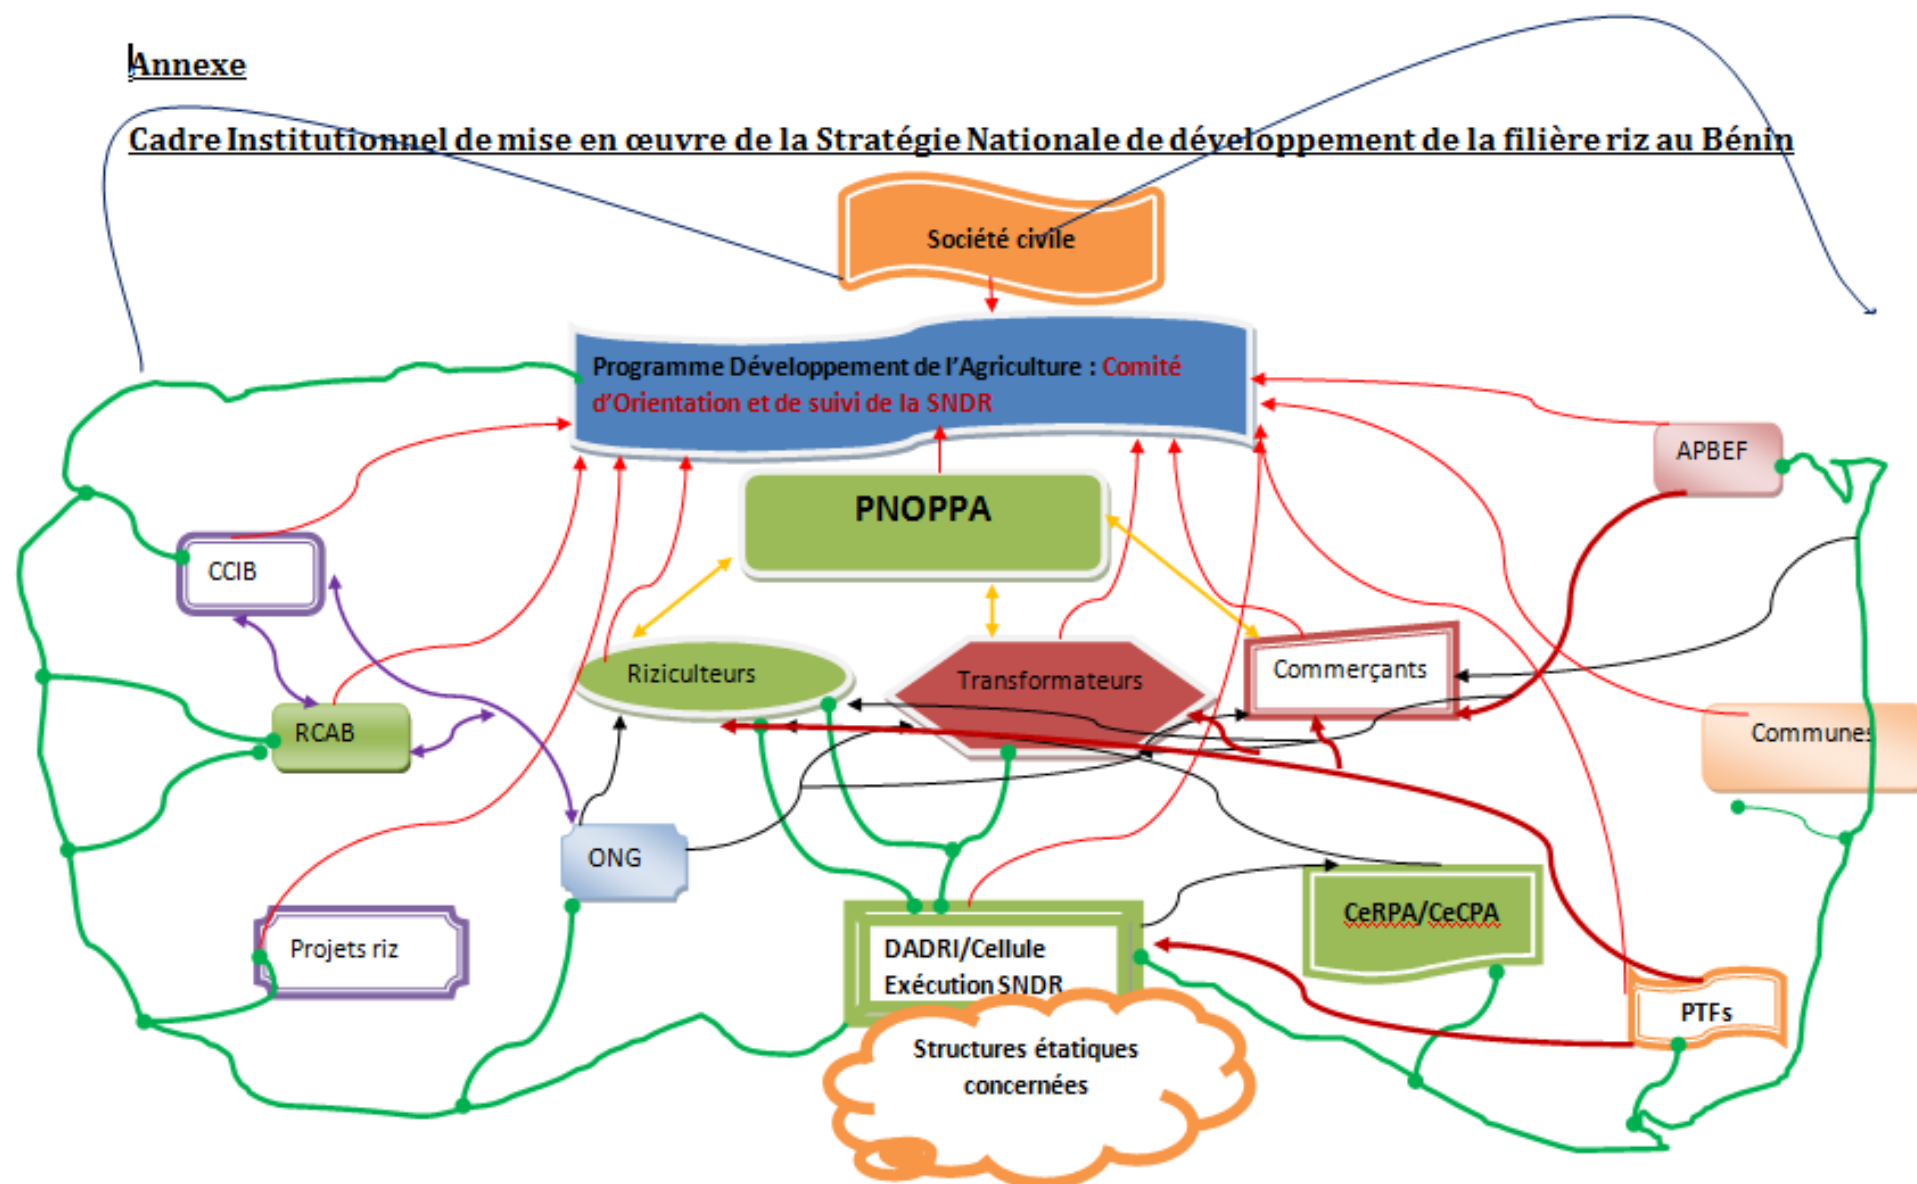 Annexe
Cadre Institutionnel de mise en œuvre de la Stratégie Nationale de développement de la filière riz au Bénin
Société civile
Programme Développement de l'Agriculture : Comité
d'Orientation et de suivi de la SNDR
APBEF
PNOPPA
CCIB
Riziculteurs
Transformateurs
Commerçants
RCAB
Communes
ONG
CeRPA/CeCPA
Projets riz
DADRI/Cellule
Exécution SNDR
PTFs
Structures étatiques
concernées